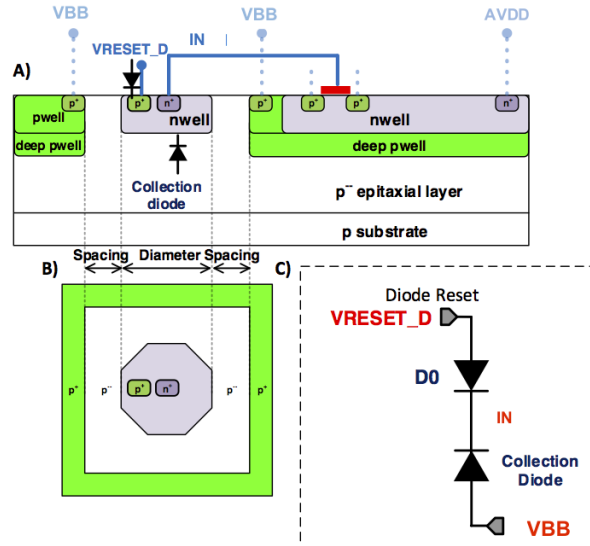 VBB
VBB
AVDD
IN
VRESET_D
A)
p+
p+
n+
p+
p+
p+
n+
pwell
nwell
nwell
deep pwell
deep pwell
Collection
diode
p-- epitaxial layer
p substrate
Spacing
Diameter
Spacing
B)
C)
p+
p--
p+
n+
p--
p+
Diode Reset
VRESET_D
D0
IN
Collection
Diode
VBB